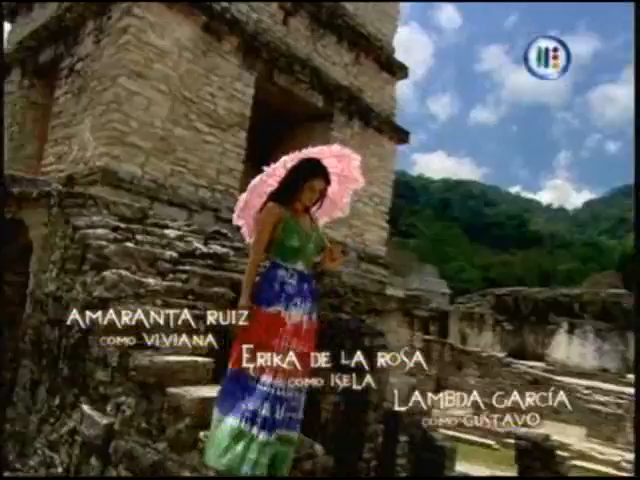 AMARANTA RUIZ
COMO VIVIANA
ERIKA DE LA ROSA
COMO ISELA
LAMBDA GARCÍA
COMO GUSTAVO